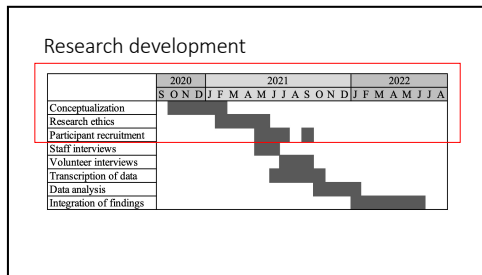 Research development
2020 2021 2022
S O N D J F M A M J J A S O N D J F M A M J J A
Conceptualization
Research ethics
Participant recruitment
Staff interviews
Volunteer interviews
Transcription of data
Data analysis
Integration of findings